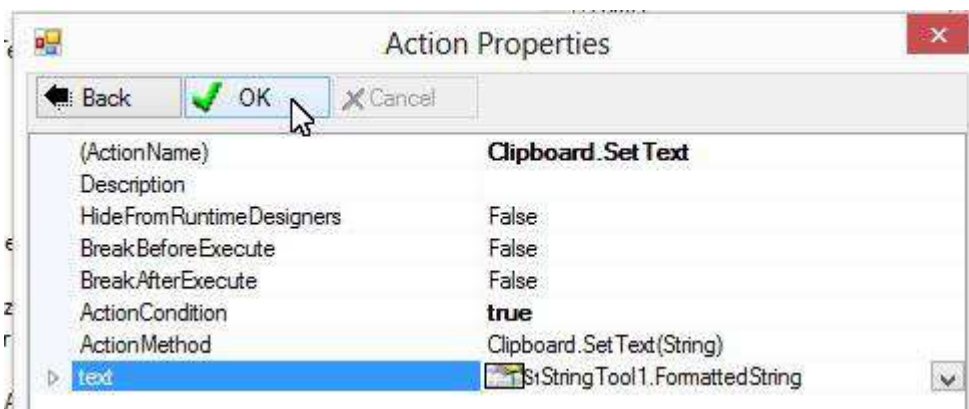 Action Properties
Back OK Cancel
(ActionName) Clipboard.SetText
Description
HideFromRuntimeDesigners False
BreakBeforeExecute False
BreakAfterExecute False
ActionCondition true
ActionMethod Clipboard.SetText(String)
text StringTool1.FormattedString